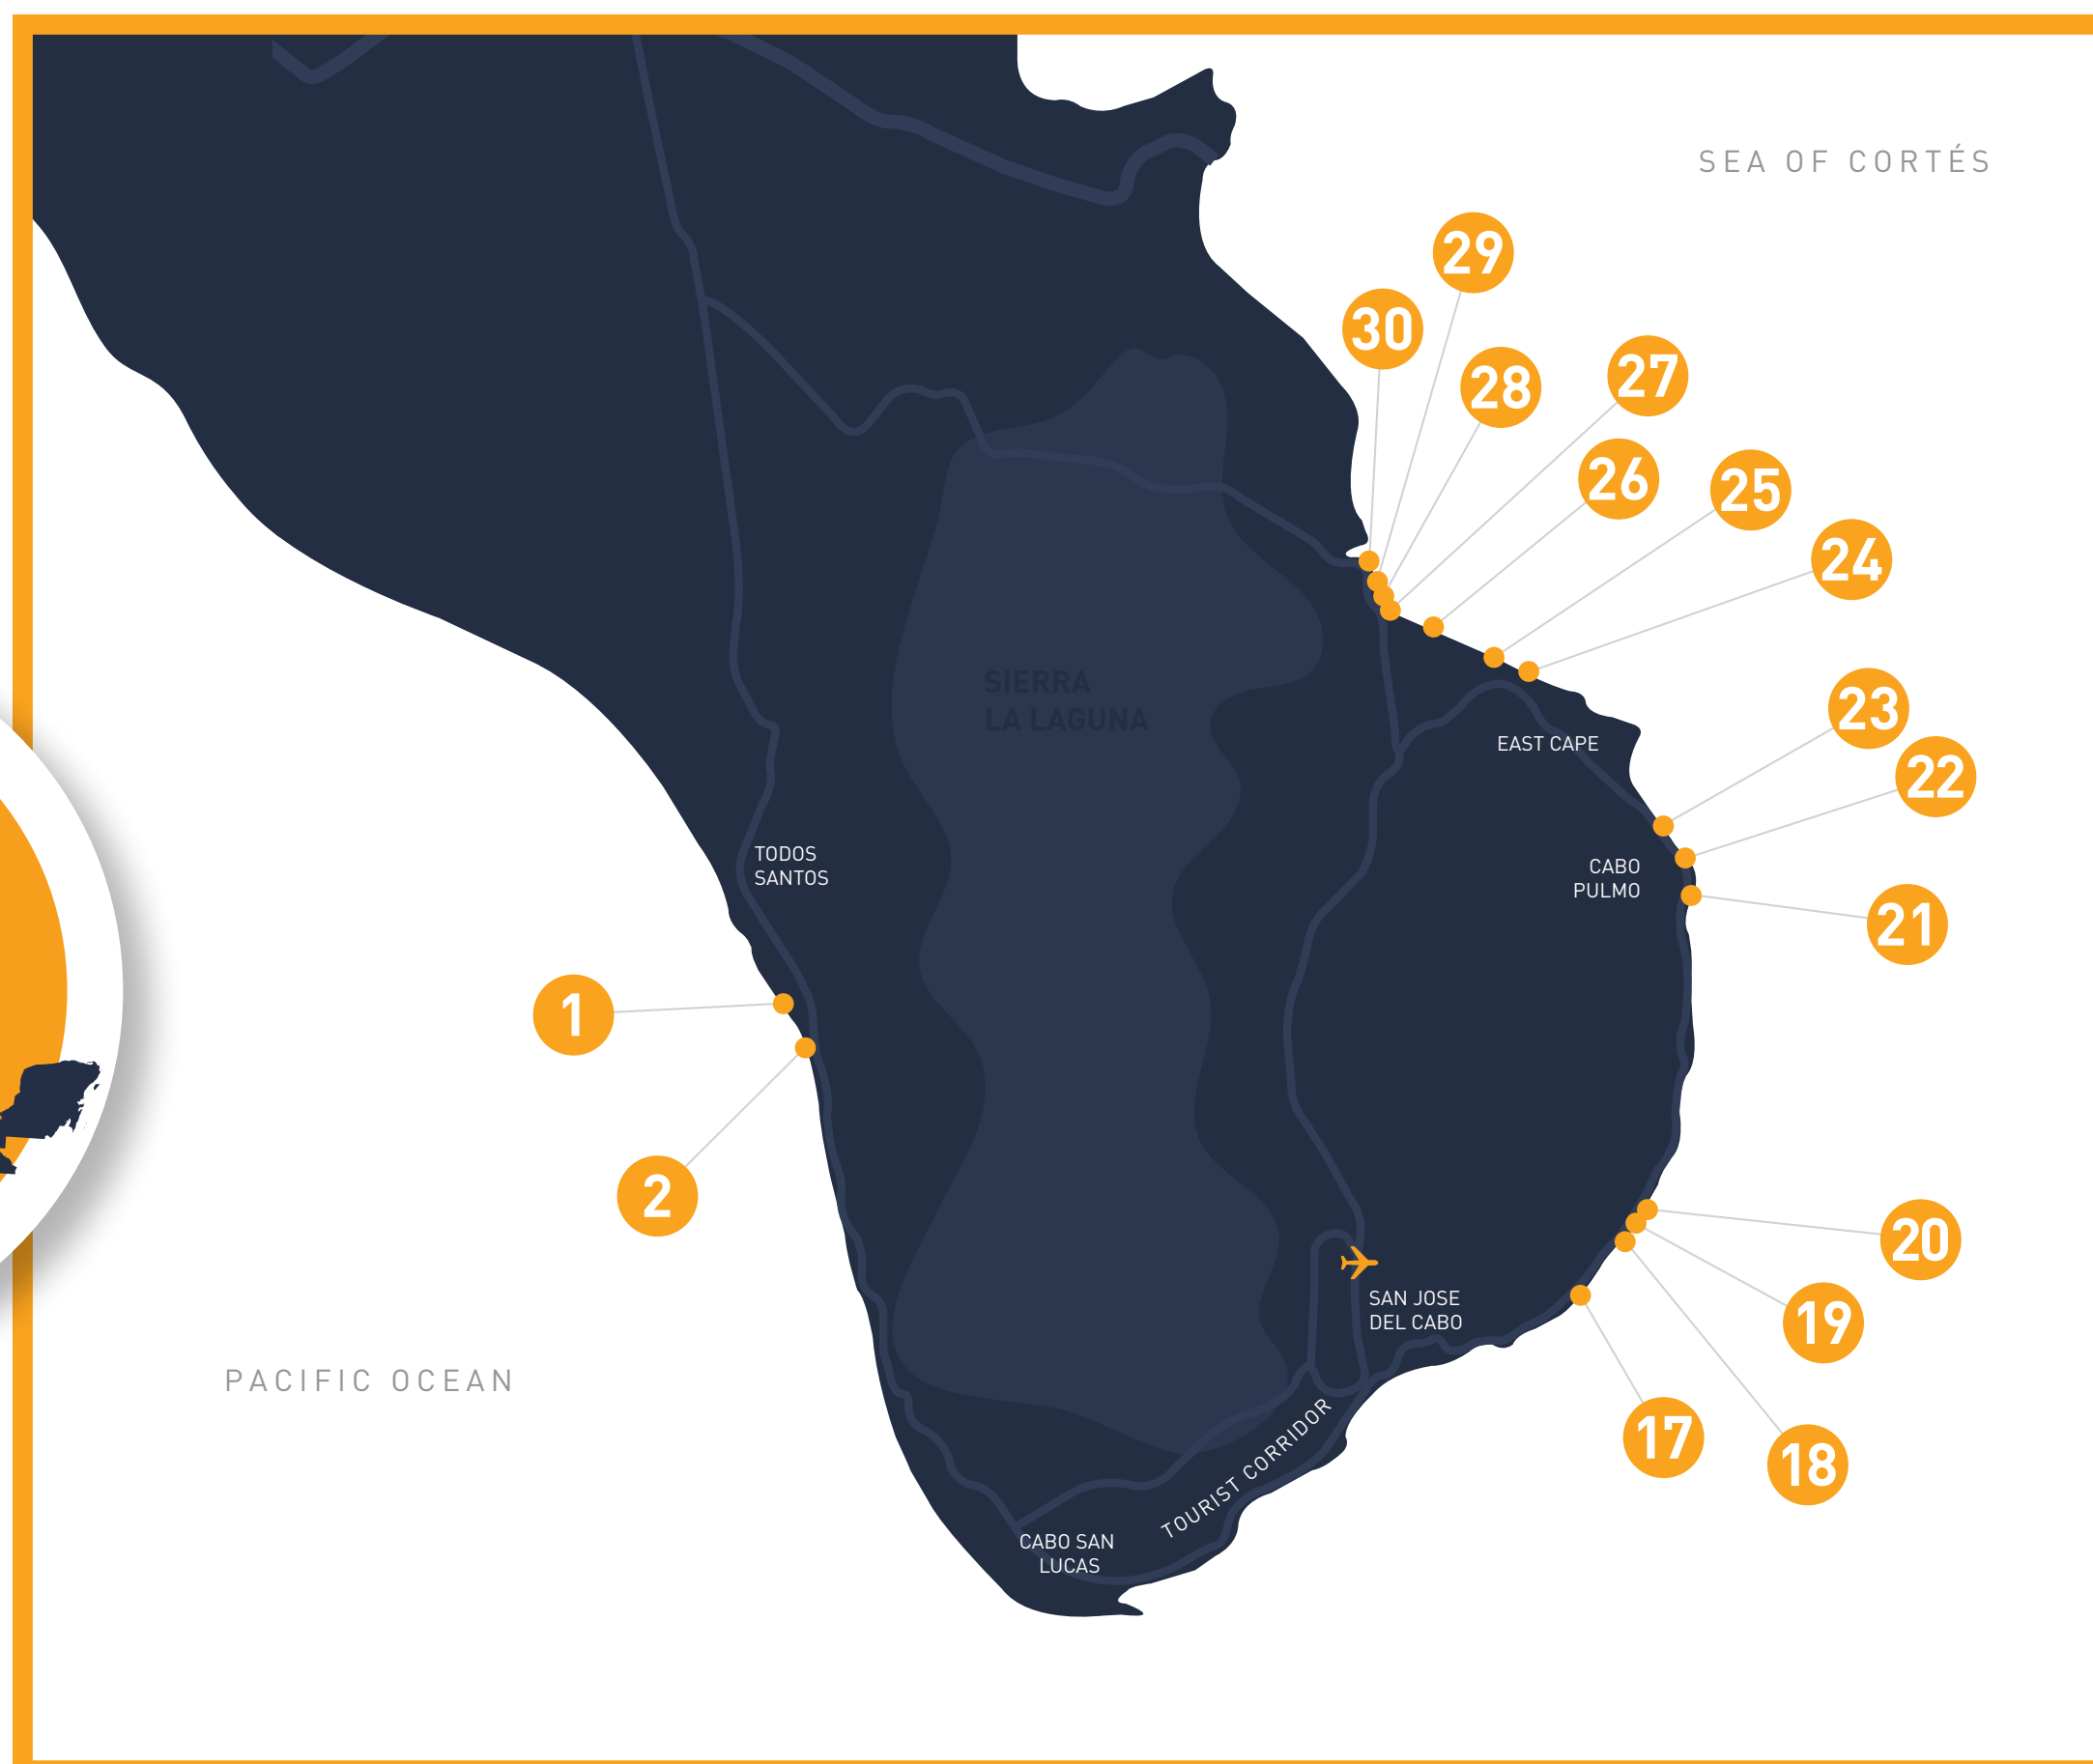 SEA OF CORTÉS
29
30
27
28
26
25
24
SIERRA
LA LAGUNA
23
EAST CAPE
22
TODOS
SANTOS
CABO
PULMO
21
1
2
20
SAN JOSE
DEL CABO
19
PACIFIC OCEAN
17
TOURIST CORRIDOR
18
CABO SAN
LUCAS